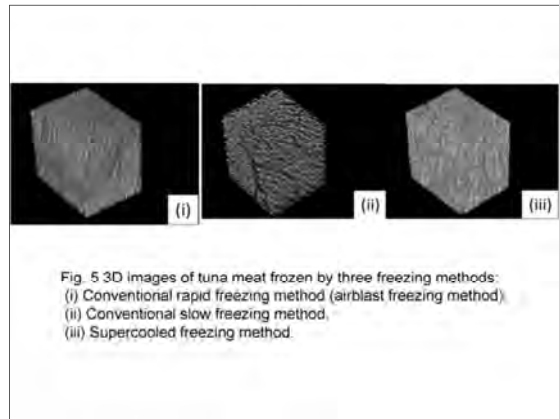 (i)
(ii)
(iii)
Fig. 5 3D images of tuna meat frozen by three freezing methods:
(i) Conventional rapid freezing method (airblast freezing method).
(ii) Conventional slow freezing method.
(iii) Supercooled freezing method.